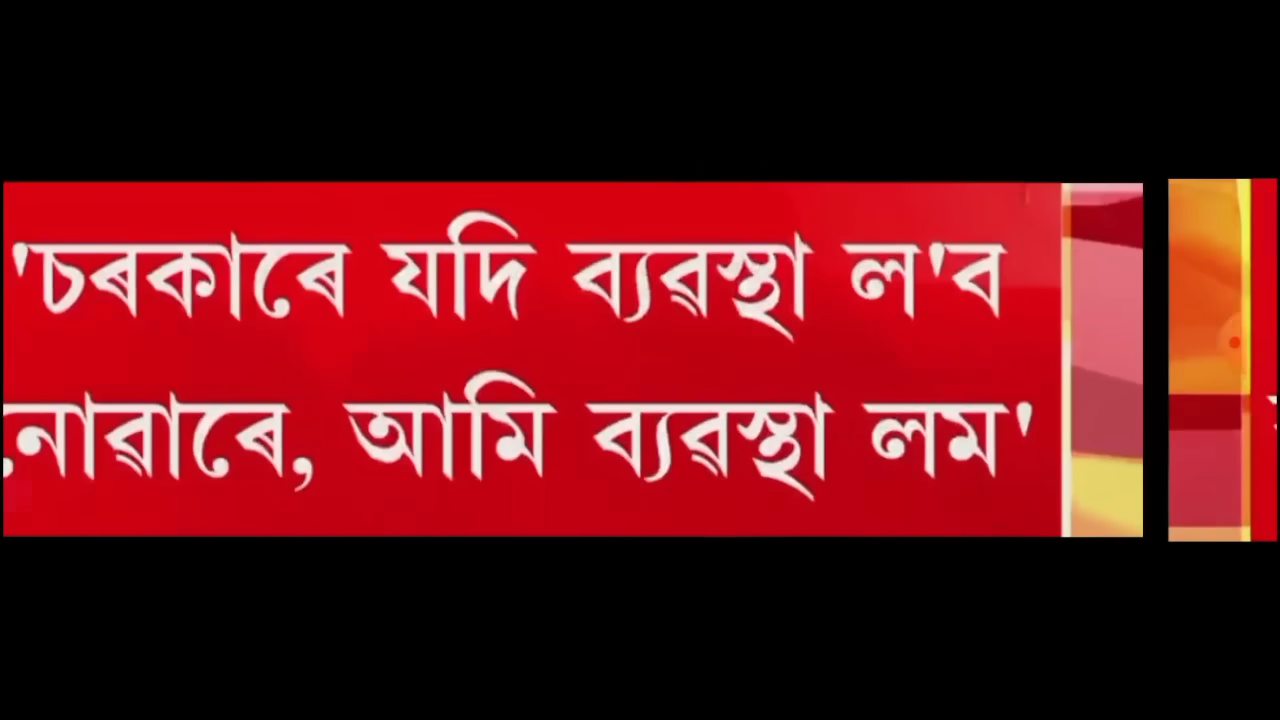 'চৰকাৰে যদি ব্যৱস্থা ল'ব
নোৱাৰে, আমি ব্যৱস্থা লম'